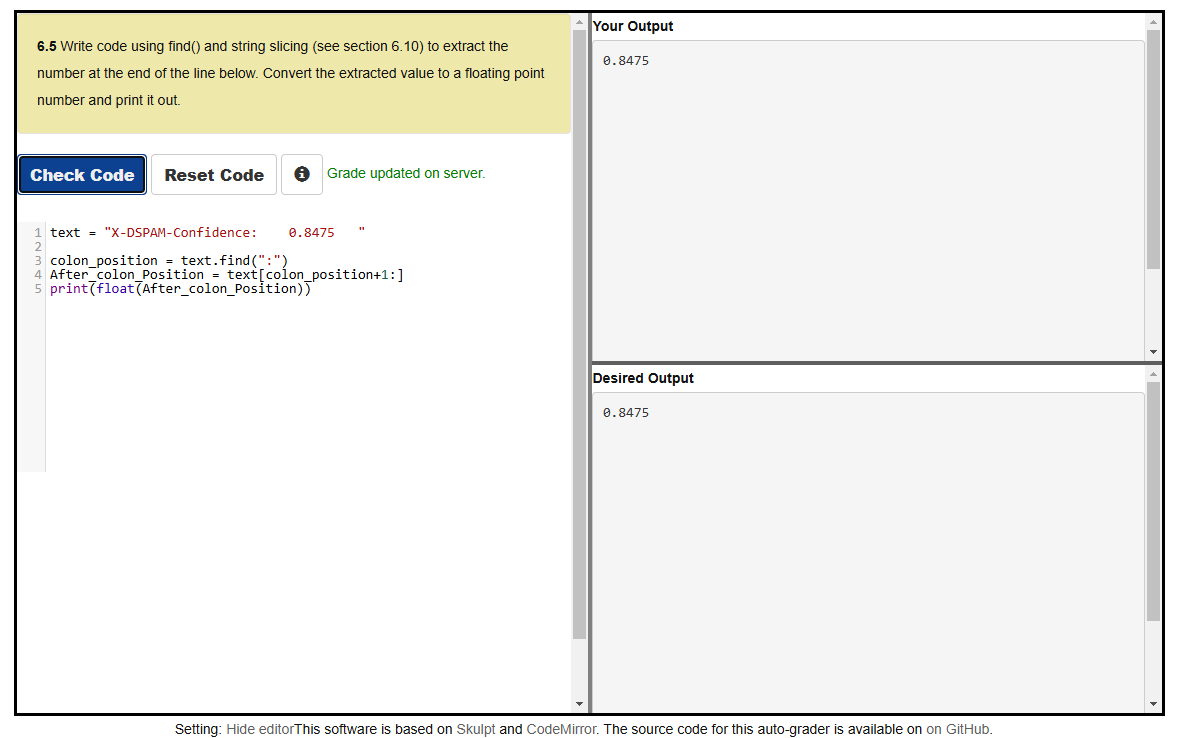 6.5 Write code using find() and string slicing (see section 6.10) to extract the
number at the end of the line below. Convert the extracted value to a floating point
number and print it out.
Check Code Reset Code Grade updated on server.
1 text = "X-DSPAM-Confidence:    0.8475   "
2
3 colon_position = text.find(":")
4 After_colon_Position = text[colon_position+1:]
5 print(float(After_colon_Position))
Your Output
0.8475
Desired Output
0.8475
Setting: Hide editorThis software is based on Skulpt and CodeMirror. The source code for this auto-grader is available on on GitHub.